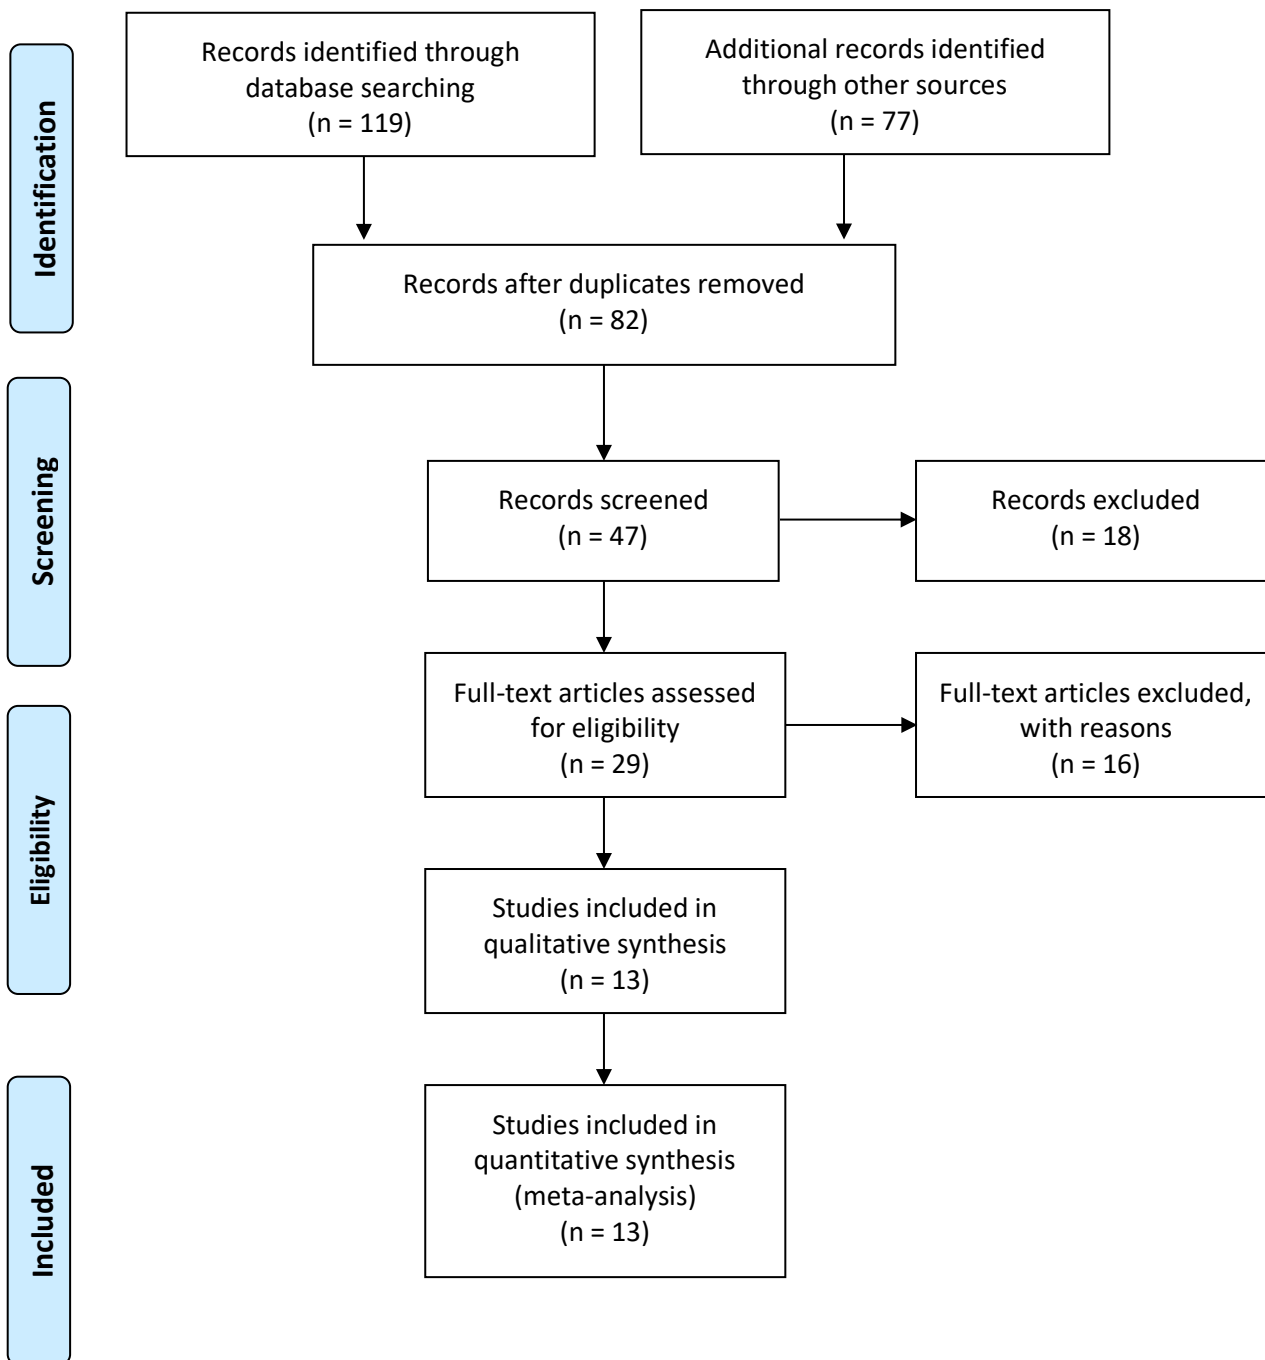 Identification
Records identified through
database searching
(n = 119)
Additional records identified
through other sources
(n = 77)
Records after duplicates removed
(n = 82)
Screening
Records screened
(n = 47)
Records excluded
(n = 18)
Eligibility
Full-text articles assessed
for eligibility
(n = 29)
Full-text articles excluded,
with reasons
(n = 16)
Studies included in
qualitative synthesis
(n = 13)
Included
Studies included in
quantitative synthesis
(meta-analysis)
(n = 13)